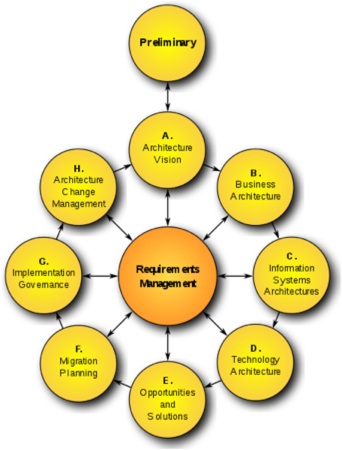 Preliminary
A.
Architecture
Vision
B.
Business
Architecture
C.
Information
Systems
Architectures
D.
Technology
Architecture
E.
Opportunities
and
Solutions
F.
Migration
Planning
G.
Implementation
Governance
H.
Architecture
Change
Management
Requirements
Management